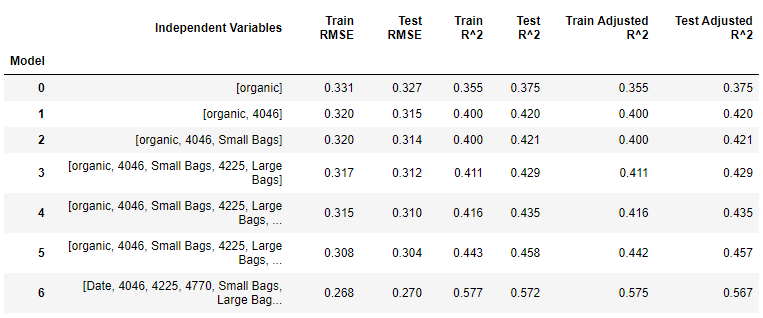 Independent Variables Train RMSE Test RMSE Train R^2 Test R^2 Train Adjusted R^2 Test Adjusted R^2
Model
0 [organic] 0.331 0.327 0.355 0.375 0.355 0.375
1 [organic, 4046] 0.320 0.315 0.400 0.420 0.400 0.420
2 [organic, 4046, Small Bags] 0.320 0.314 0.400 0.421 0.400 0.421
3 [organic, 4046, Small Bags, 4225, Large Bags] 0.317 0.312 0.411 0.429 0.411 0.429
4 [organic, 4046, Small Bags, 4225, Large Bags, ... 0.315 0.310 0.416 0.435 0.416 0.435
5 [organic, 4046, Small Bags, 4225, Large Bags, ... 0.308 0.304 0.443 0.458 0.442 0.457
6 [Date, 4046, 4225, 4770, Small Bags, Large Bag... 0.268 0.270 0.577 0.572 0.575 0.567